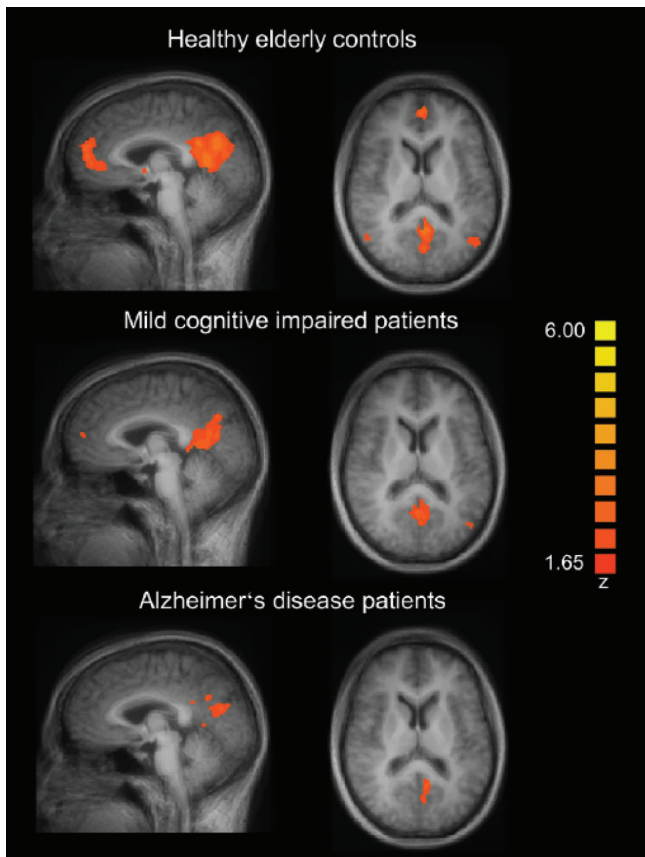 Healthy elderly controls
Mild cognitive impaired patients
6.00
1.65
z
Alzheimer‘s disease patients